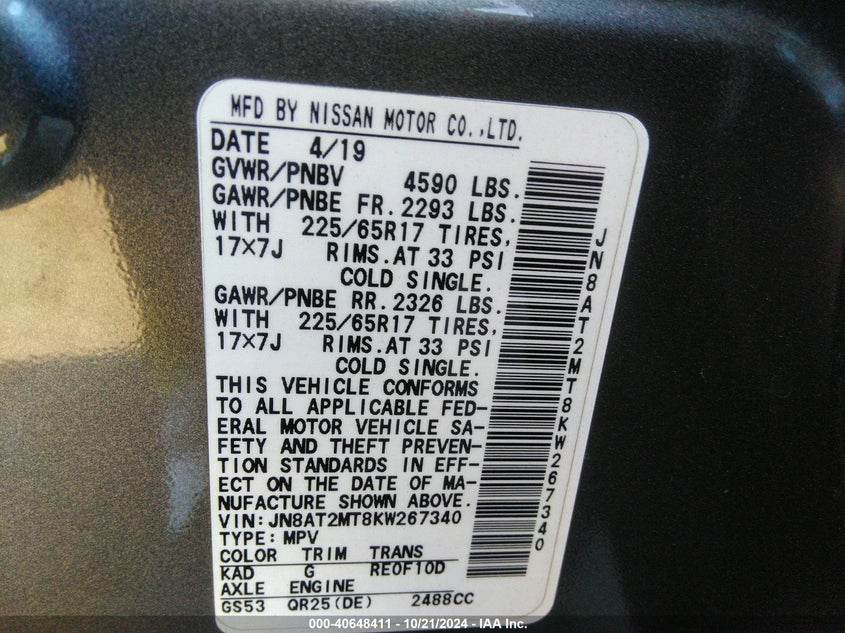 MFD BY NISSAN MOTOR CO.,LTD.
DATE 4/19
GVWR/PNBV 4590 LBS.
GAWR/PNBE FR. 2293 LBS.
WITH 225/65R17 TIRES,
17×7J RIMS.AT 33 PSI
COLD SINGLE.
GAWR/PNBE RR. 2326 LBS.
WITH 225/65R17 TIRES,
17×7J RIMS.AT 33 PSI
COLD SINGLE.
THIS VEHICLE CONFORMS
TO ALL APPLICABLE FED-
ERAL MOTOR VEHICLE SA-
FETY AND THEFT PREVEN-
TION STANDARDS IN EFF-
ECT ON THE DATE OF MA-
NUFACTURE SHOWN ABOVE.
VIN: JN8AT2MT8KW267340
TYPE: MPV
COLOR TRIM TRANS
KAD G RE0F10D
AXLE ENGINE
GS53 QR25(DE) 2488CC
JN8AT2MT8KW267340
000-40648411 - 10/21/2024 - IAA Inc.